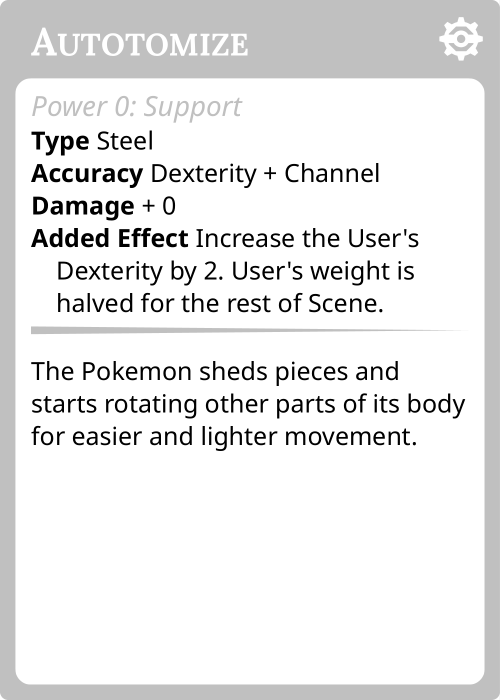 Autotomize
Power 0: Support
Type Steel
Accuracy Dexterity + Channel
Damage + 0
Added Effect Increase the User's
Dexterity by 2. User's weight is
halved for the rest of Scene.
The Pokemon sheds pieces and
starts rotating other parts of its body
for easier and lighter movement.